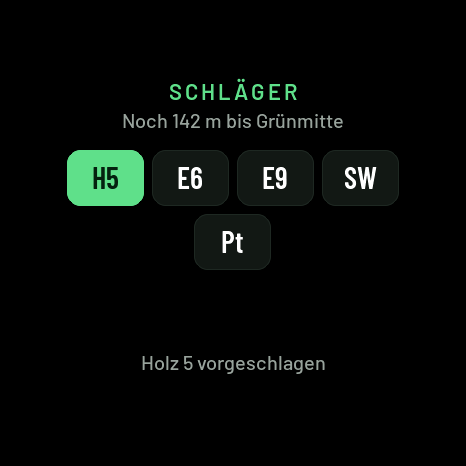 SCHLÄGER
Noch 142 m bis Grünmitte
H5 E6 E9 SW
Pt
Holz 5 vorgeschlagen